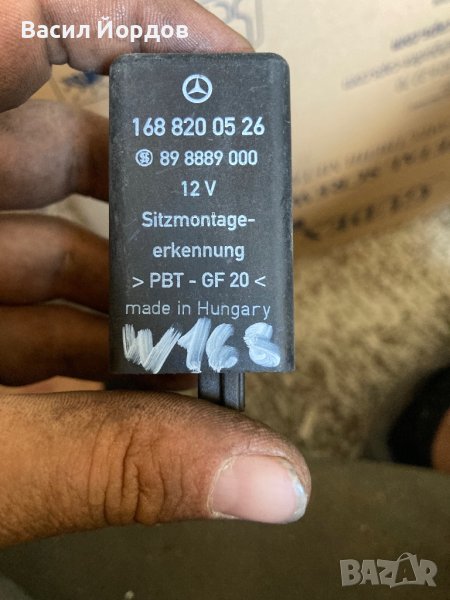 Васил Йордов
168 820 05 26
89 8889 000
12 V
Sitzmontage-
erkennung
> PBT - GF 20 <
made in Hungary
W168
BAZAR